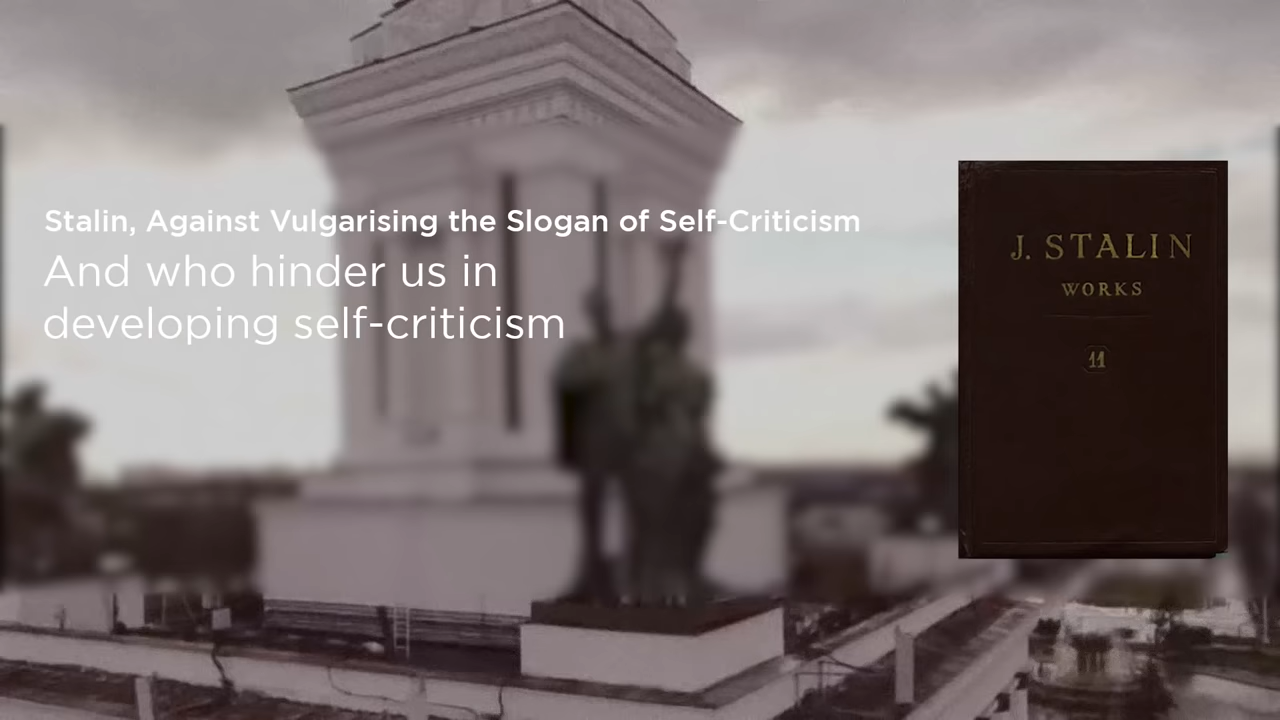 Stalin, Against Vulgarising the Slogan of Self-Criticism
And who hinder us in
developing self-criticism
J. STALIN
WORKS
11